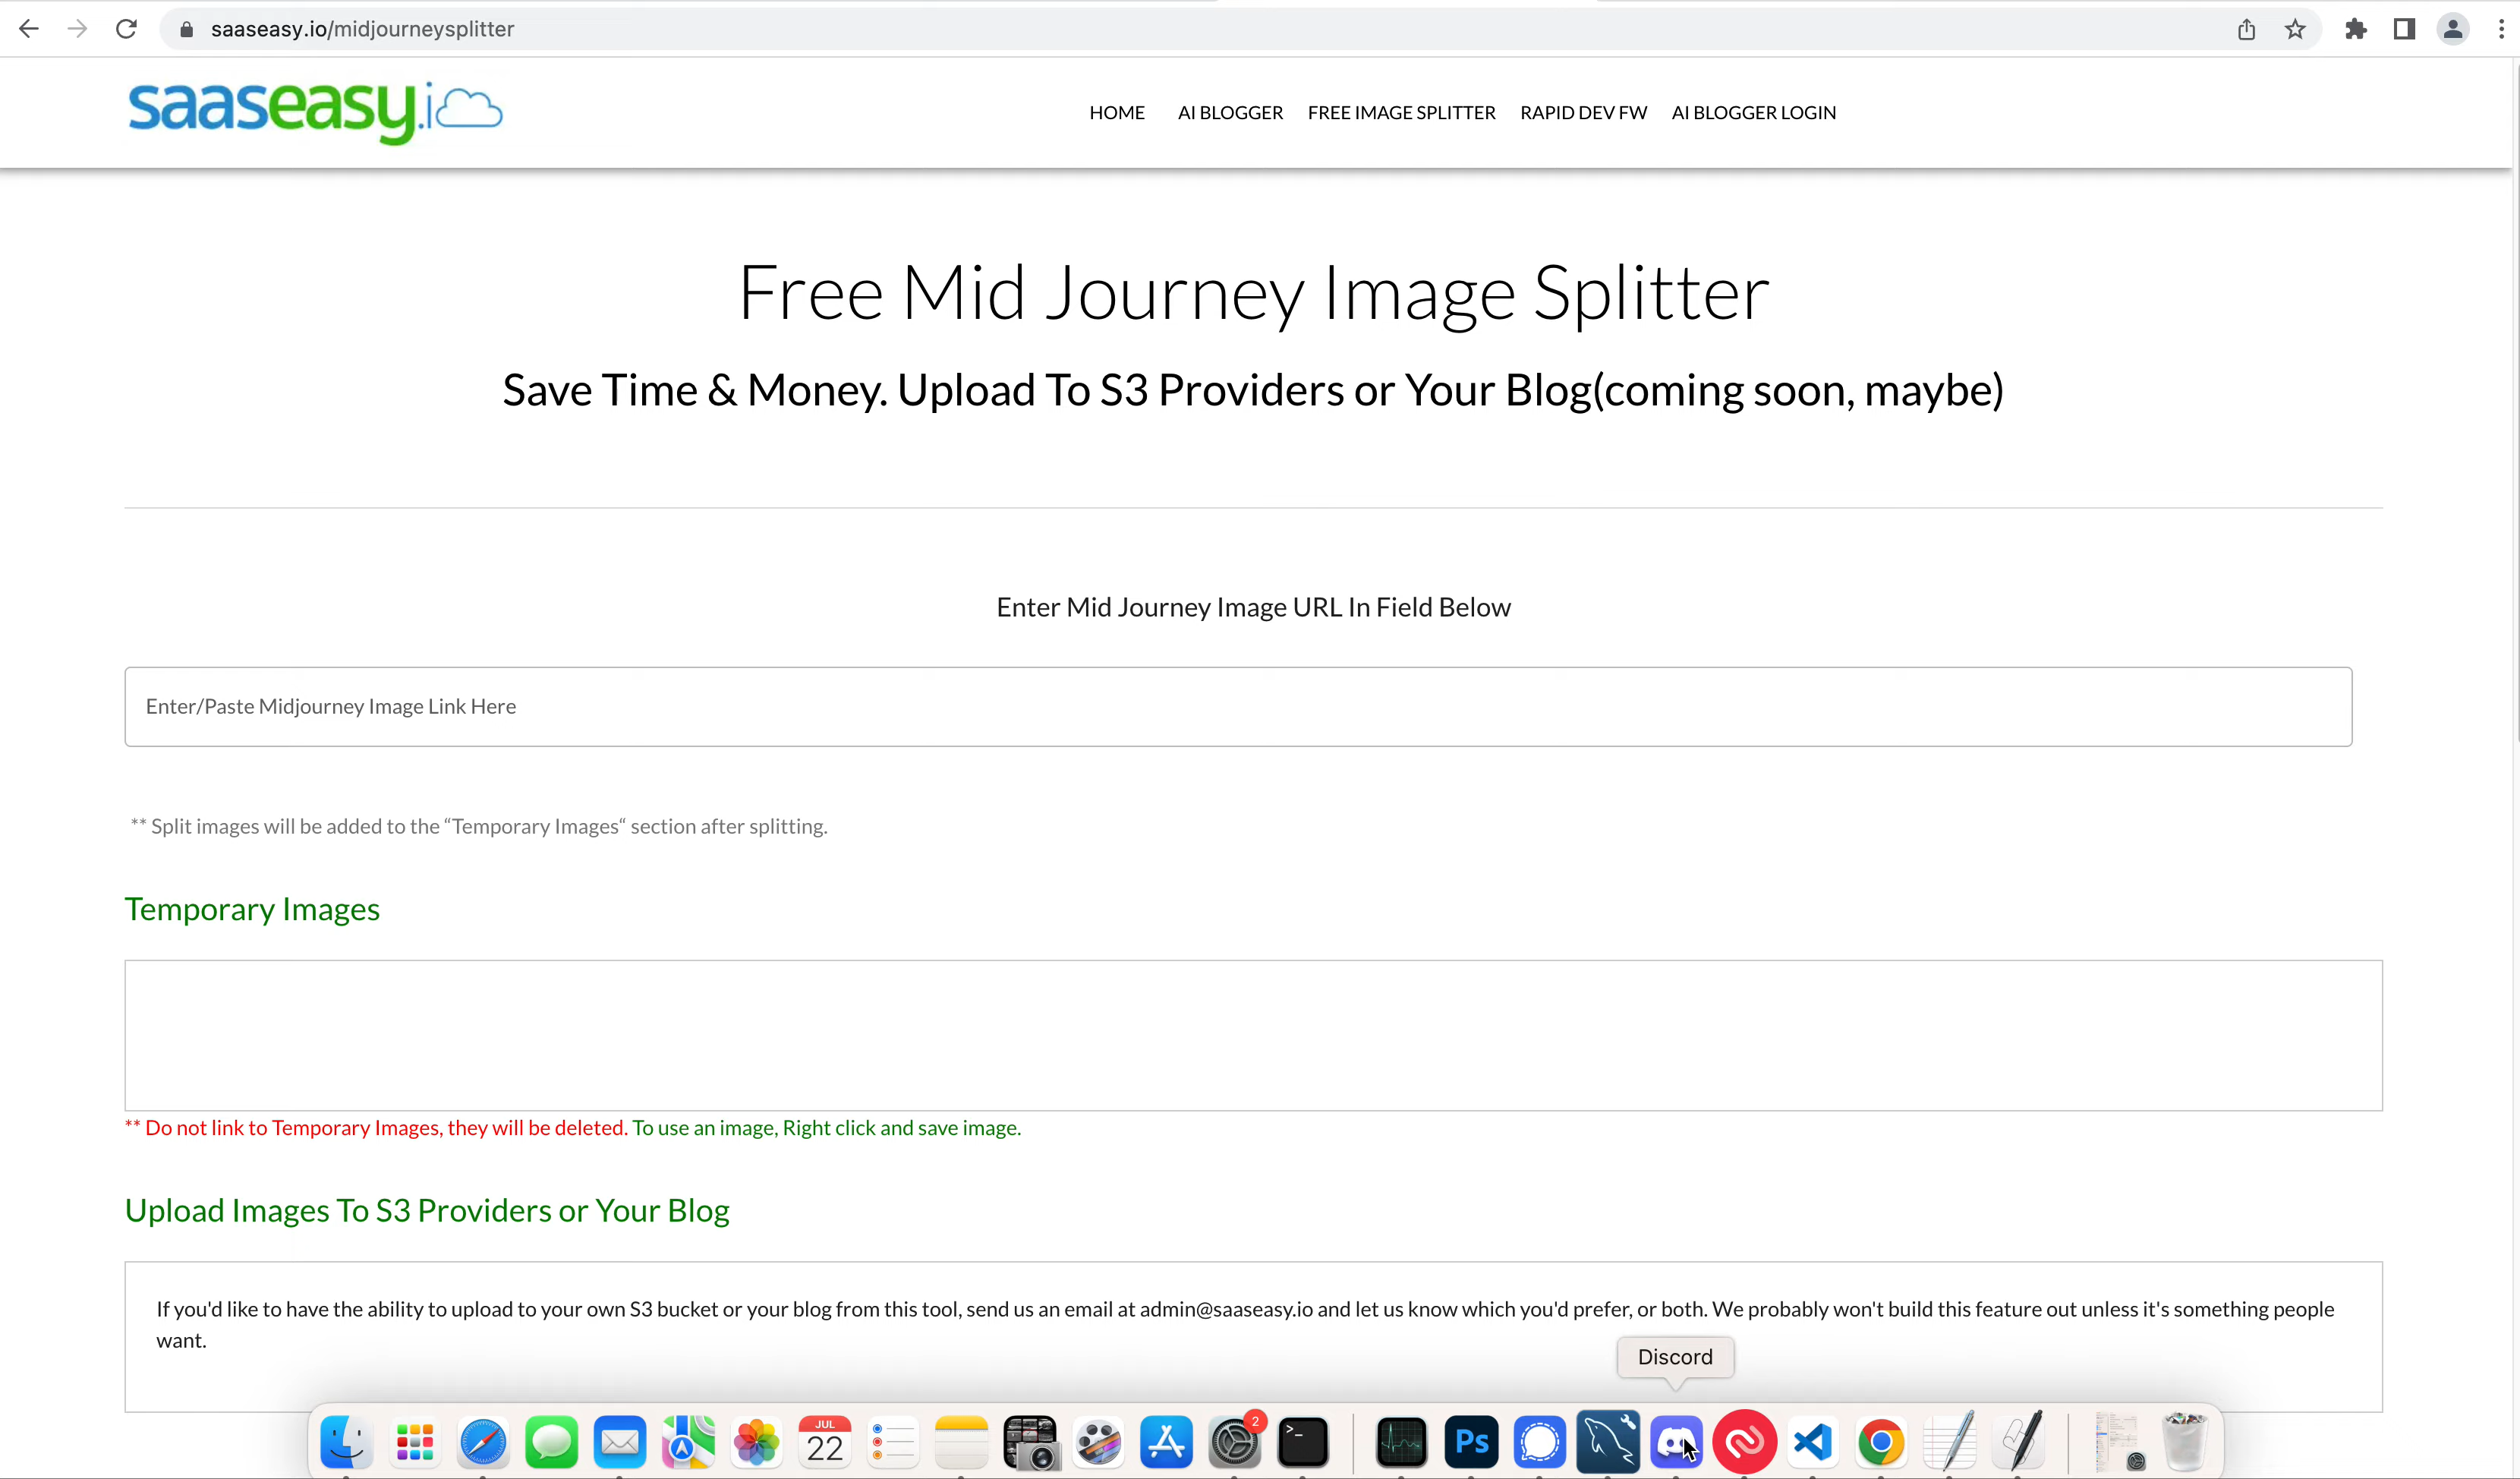 saaseasy.io/midjourneysplitter
saaseasy.io
HOME AI BLOGGER FREE IMAGE SPLITTER RAPID DEV FW AI BLOGGER LOGIN
Free Mid Journey Image Splitter
Save Time & Money. Upload To S3 Providers or Your Blog(coming soon, maybe)
Enter Mid Journey Image URL In Field Below
Enter/Paste Midjourney Image Link Here
** Split images will be added to the “Temporary Images“ section after splitting.
Temporary Images
** Do not link to Temporary Images, they will be deleted. To use an image, Right click and save image.
Upload Images To S3 Providers or Your Blog
If you'd like to have the ability to upload to your own S3 bucket or your blog from this tool, send us an email at admin@saaseasy.io and let us know which you'd prefer, or both. We probably won't build this feature out unless it's something people
want.
Discord
JUL
22
2
>_
Ps